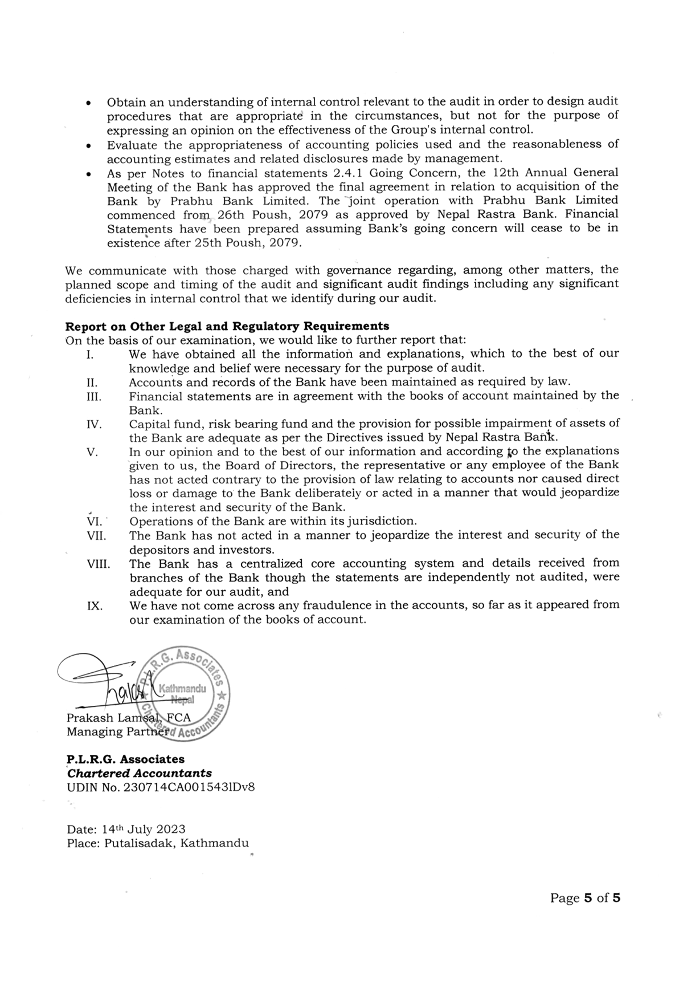 • Obtain an understanding of internal control relevant to the audit in order to design audit
procedures that are appropriate in the circumstances, but not for the purpose of
expressing an opinion on the effectiveness of the Group's internal control.
• Evaluate the appropriateness of accounting policies used and the reasonableness of
accounting estimates and related disclosures made by management.
• As per Notes to financial statements 2.4.1 Going Concern, the 12th Annual General
Meeting of the Bank has approved the final agreement in relation to acquisition of the
Bank by Prabhu Bank Limited. The joint operation with Prabhu Bank Limited
commenced from 26th Poush, 2079 as approved by Nepal Rastra Bank. Financial
Statements have been prepared assuming Bank's going concern will cease to be in
existence after 25th Poush, 2079.
We communicate with those charged with governance regarding, among other matters, the
planned scope and timing of the audit and significant audit findings including any significant
deficiencies in internal control that we identify during our audit.
Report on Other Legal and Regulatory Requirements
On the basis of our examination, we would like to further report that:
I. We have obtained all the information and explanations, which to the best of our
knowledge and belief were necessary for the purpose of audit.
II. Accounts and records of the Bank have been maintained as required by law.
III. Financial statements are in agreement with the books of account maintained by the
Bank.
IV. Capital fund, risk bearing fund and the provision for possible impairment of assets of
the Bank are adequate as per the Directives issued by Nepal Rastra Bank.
V. In our opinion and to the best of our information and according to the explanations
given to us, the Board of Directors, the representative or any employee of the Bank
has not acted contrary to the provision of law relating to accounts nor caused direct
loss or damage to the Bank deliberately or acted in a manner that would jeopardize
the interest and security of the Bank.
VI. Operations of the Bank are within its jurisdiction.
VII. The Bank has not acted in a manner to jeopardize the interest and security of the
depositors and investors.
VIII. The Bank has a centralized core accounting system and details received from
branches of the Bank though the statements are independently not audited, were
adequate for our audit, and
IX. We have not come across any fraudulence in the accounts, so far as it appeared from
our examination of the books of account.
P.L.R.G. Associates
Kathmandu
Nepal
Chartered Accountants
Prakash Lamsal, FCA
Managing Partner
P.L.R.G. Associates
Chartered Accountants
UDIN No. 230714CA001543lDv8
Date: 14th July 2023
Place: Putalisadak, Kathmandu
Page 5 of 5